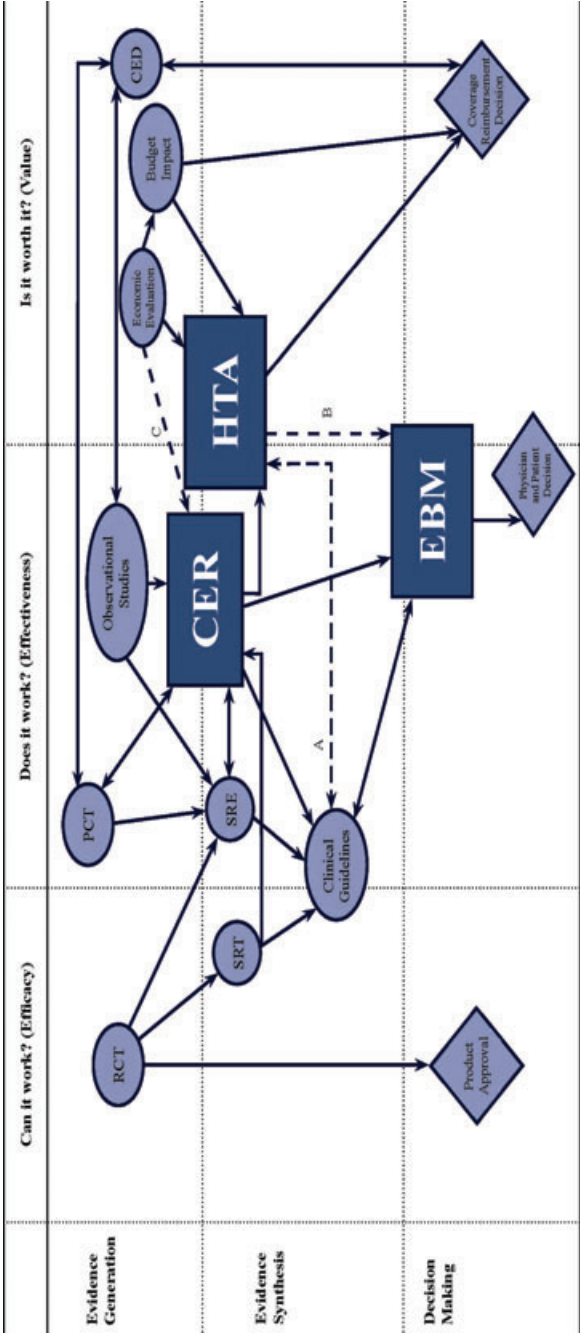 Can it work? (Efficacy)
Does it work? (Effectiveness)
Is it worth it? (Value)
Evidence
Generation
RCT
PCT
Observational
Studies
Economic
Evaluation
Budget
Impact
CED
C
Evidence
Synthesis
SRT
SRE
CER
HTA
Clinical
Guidelines
A
B
Decision
Making
Product
Approval
EBM
Physician
and Patient
Decision
Coverage
Reimbursement
Decision